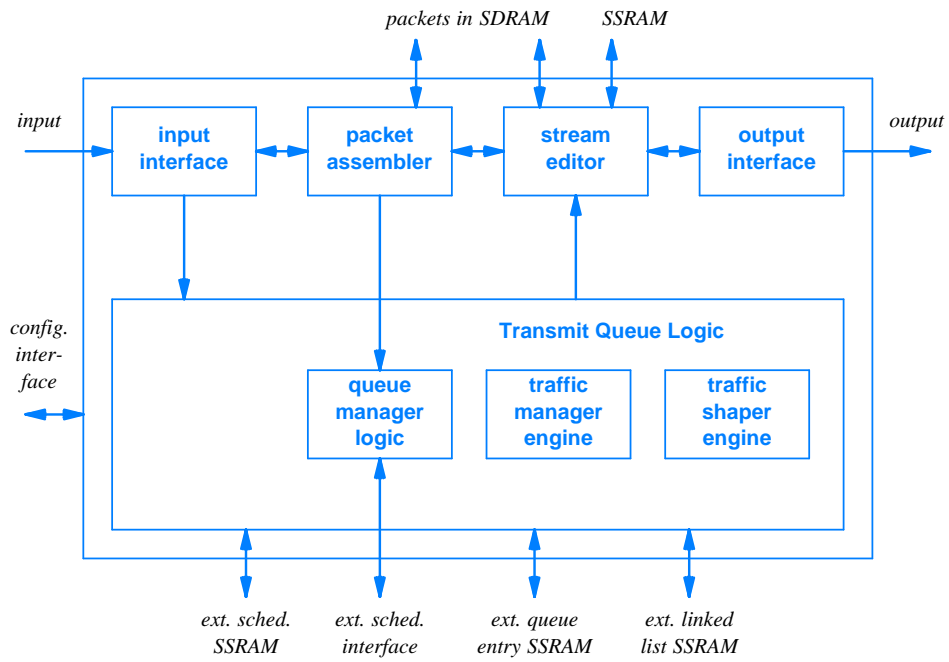 packets in SDRAM
SSRAM
input
input
interface
packet
assembler
stream
editor
output
interface
output
config.
inter-
face
Transmit Queue Logic
queue
manager
logic
traffic
manager
engine
traffic
shaper
engine
ext. sched.
SSRAM
ext. sched.
interface
ext. queue
entry SSRAM
ext. linked
list SSRAM